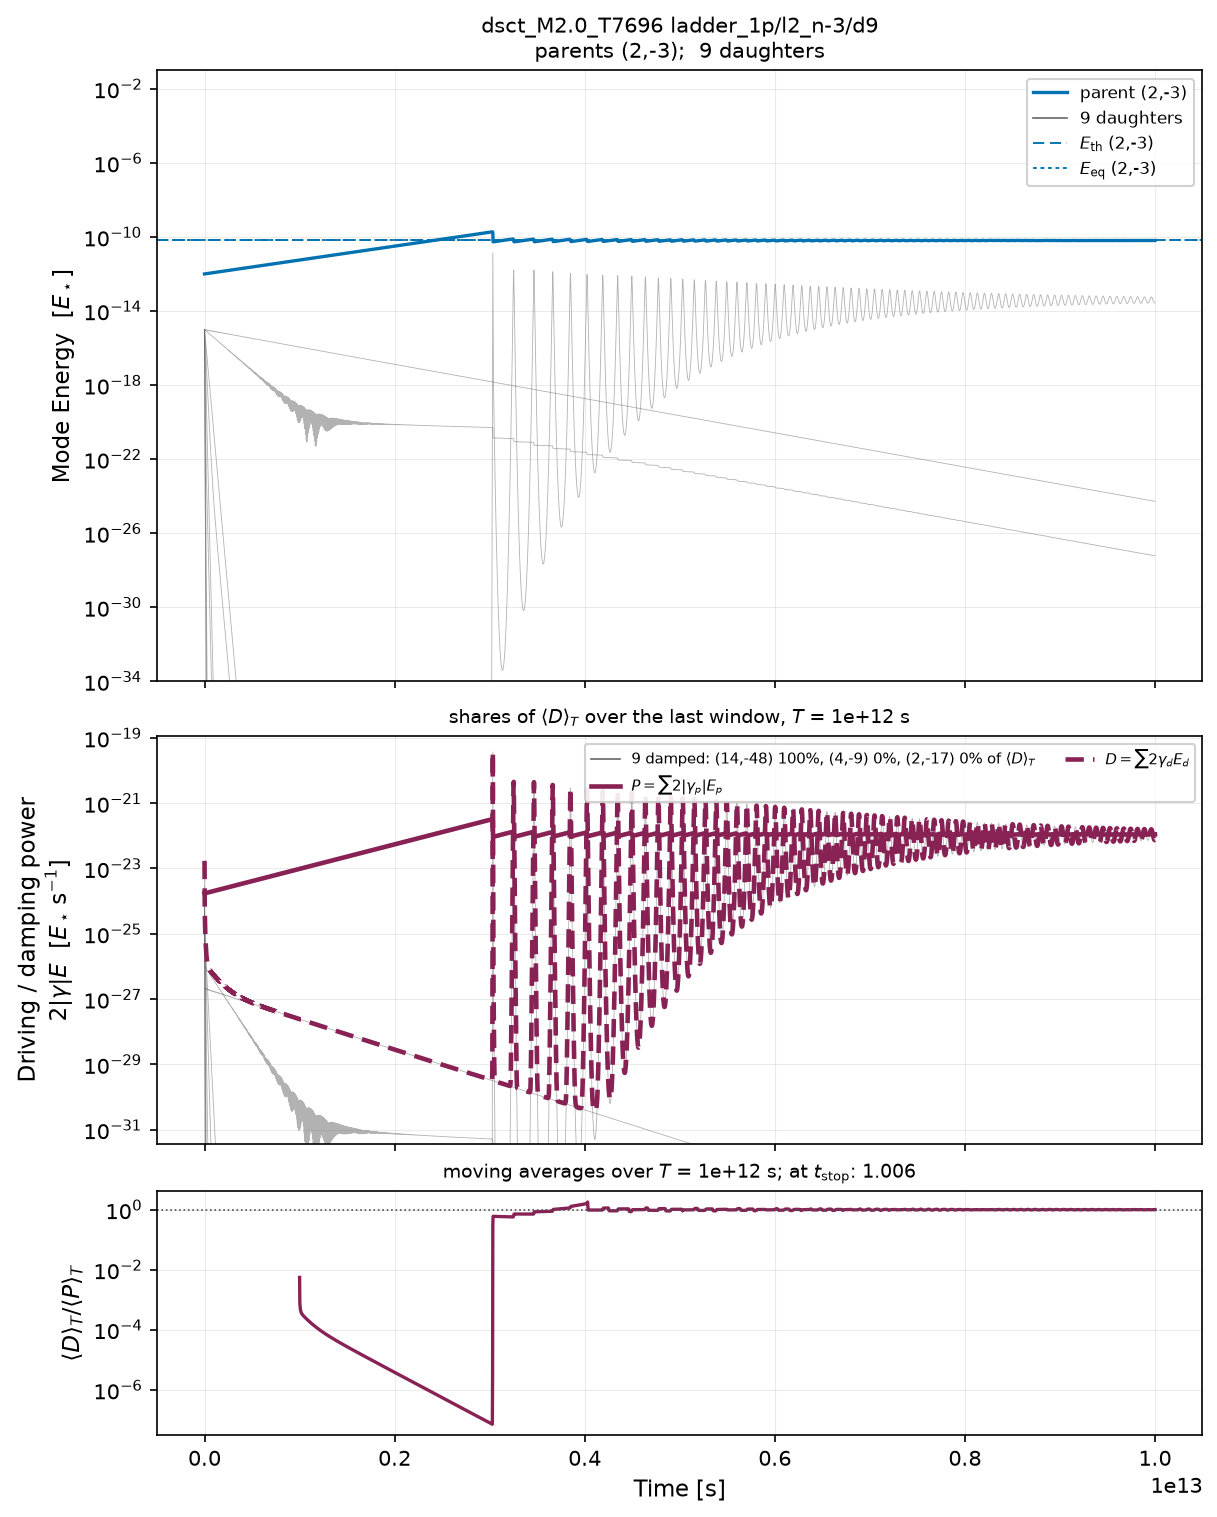 dsct_M2.0_T7696 ladder_1p/l2_n-3/d9
parents (2,-3);  9 daughters
10⁻²
10⁻⁶
10⁻¹⁰
10⁻¹⁴
10⁻¹⁸
10⁻²²
10⁻²⁶
10⁻³⁰
10⁻³⁴
Mode Energy [E⋆]
parent (2,-3)
9 daughters
E_th (2,-3)
E_eq (2,-3)
shares of ⟨D⟩_T over the last window, T = 1e+12 s
10⁻¹⁹
10⁻²¹
10⁻²³
10⁻²⁵
10⁻²⁷
10⁻²⁹
10⁻³¹
Driving / damping power
2|γ|E [E⋆ s⁻¹]
9 damped: (14,-48) 100%, (4,-9) 0%, (2,-17) 0% of ⟨D⟩_T
P = ∑2|γ_p|E_p
D = ∑2γ_dE_d
moving averages over T = 1e+12 s; at t_stop: 1.006
10⁰
10⁻²
10⁻⁴
10⁻⁶
⟨D⟩_T/⟨P⟩_T
0.0 0.2 0.4 0.6 0.8 1.0
1e13
Time [s]